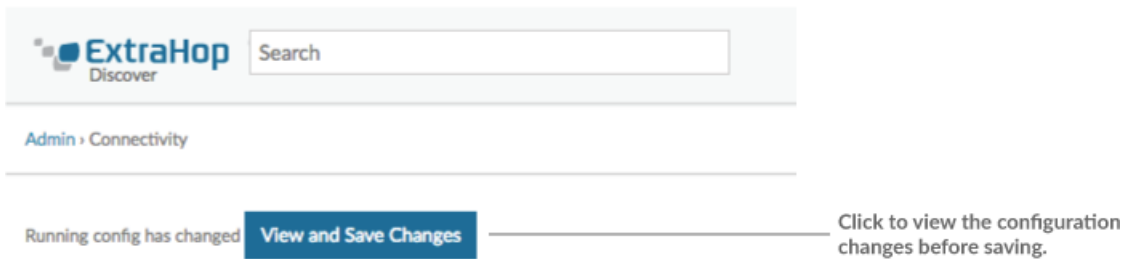 ExtraHop
Discover
Search
Admin › Connectivity
Running config has changed View and Save Changes
Click to view the configuration
changes before saving.